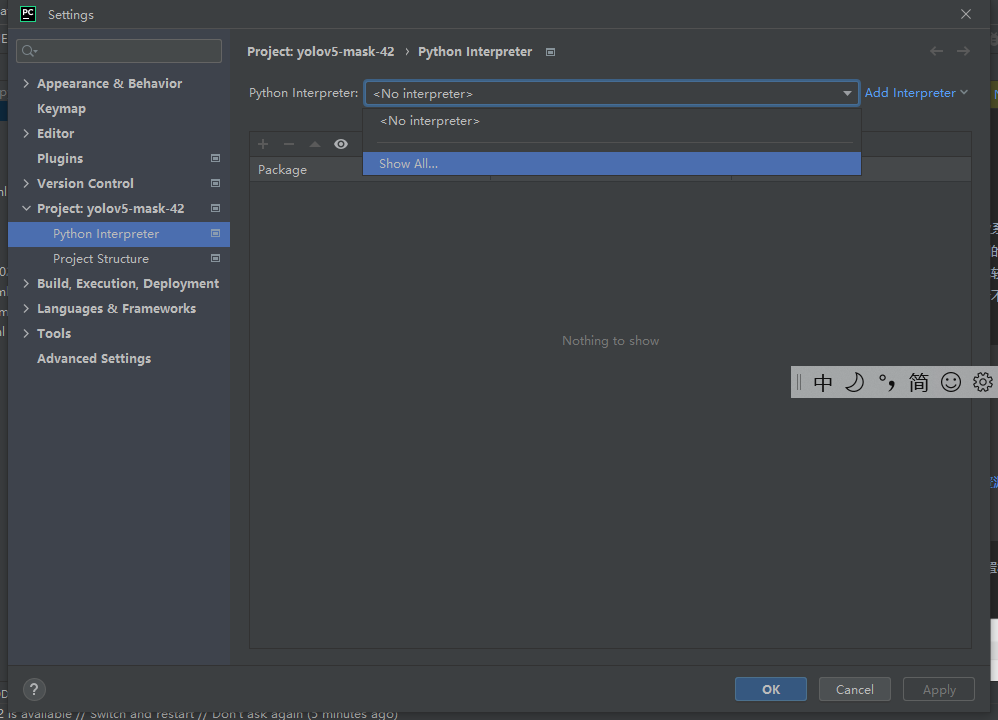 Settings
Project: yolov5-mask-42 › Python Interpreter
Python Interpreter: <No interpreter> Add Interpreter
<No interpreter>
Show All...
Package
Nothing to show
Appearance & Behavior
Keymap
Editor
Plugins
Version Control
Project: yolov5-mask-42
Python Interpreter
Project Structure
Build, Execution, Deployment
Languages & Frameworks
Tools
Advanced Settings
中 简
? OK Cancel Apply
2 is available // Switch and restart // Don't ask again (5 minutes ago)